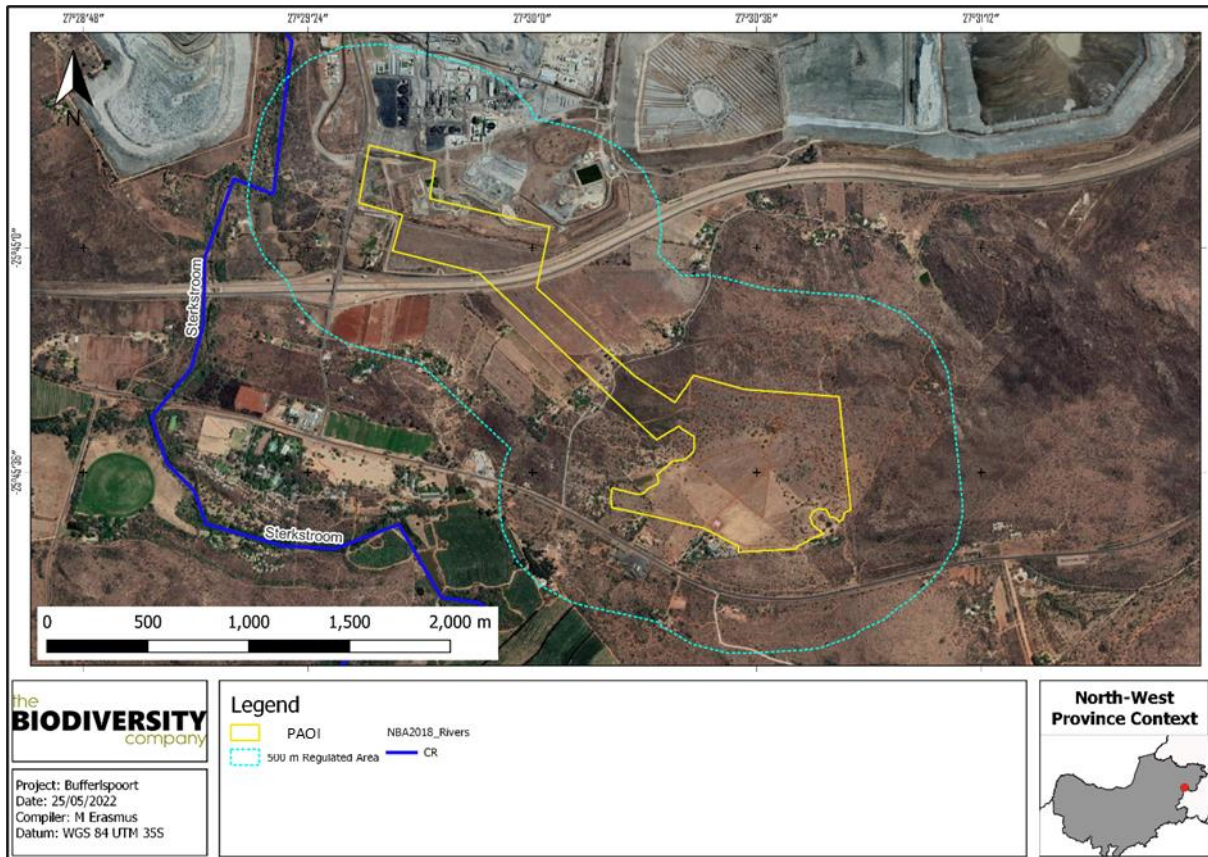 27°28'48"
27°29'24"
27°30'0"
27°30'36"
27°31'12"
-25°45'0"
-25°45'36"
N
Sterkstroom
Sterkstroom
0 500 1,000 1,500 2,000 m
the
BIODIVERSITY
company
Project: Bufferlspoort
Date: 25/05/2022
Compiler: M Erasmus
Datum: WGS 84 UTM 35S
Legend
PAOI
500 m Regulated Area
NBA2018_Rivers
CR
North-West
Province Context